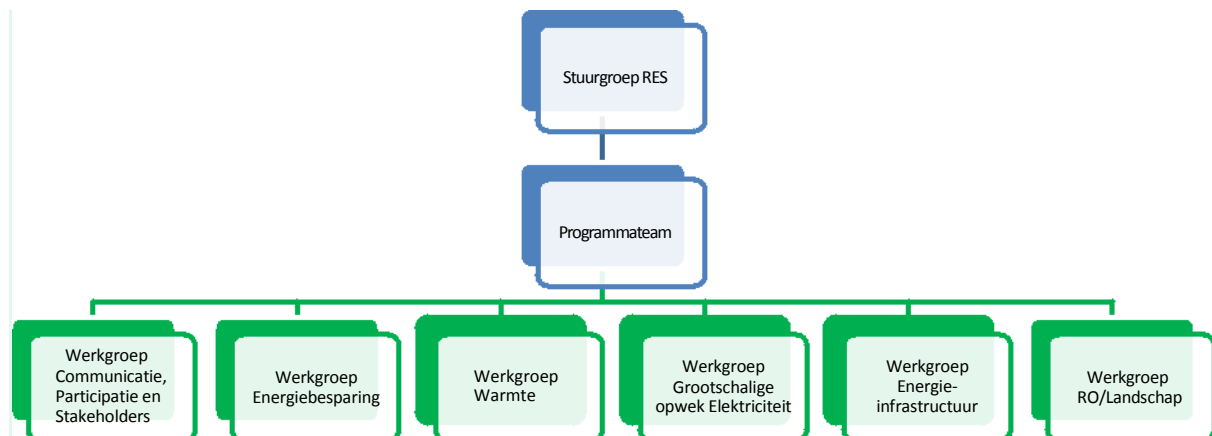 Stuurgroep RES
Programmateam
Werkgroep
Communicatie,
Participatie en
Stakeholders
Werkgroep
Energiebesparing
Werkgroep
Warmte
Werkgroep
Grootschalige
opwek Elektriciteit
Werkgroep
Energie-
infrastructuur
Werkgroep
RO/Landschap